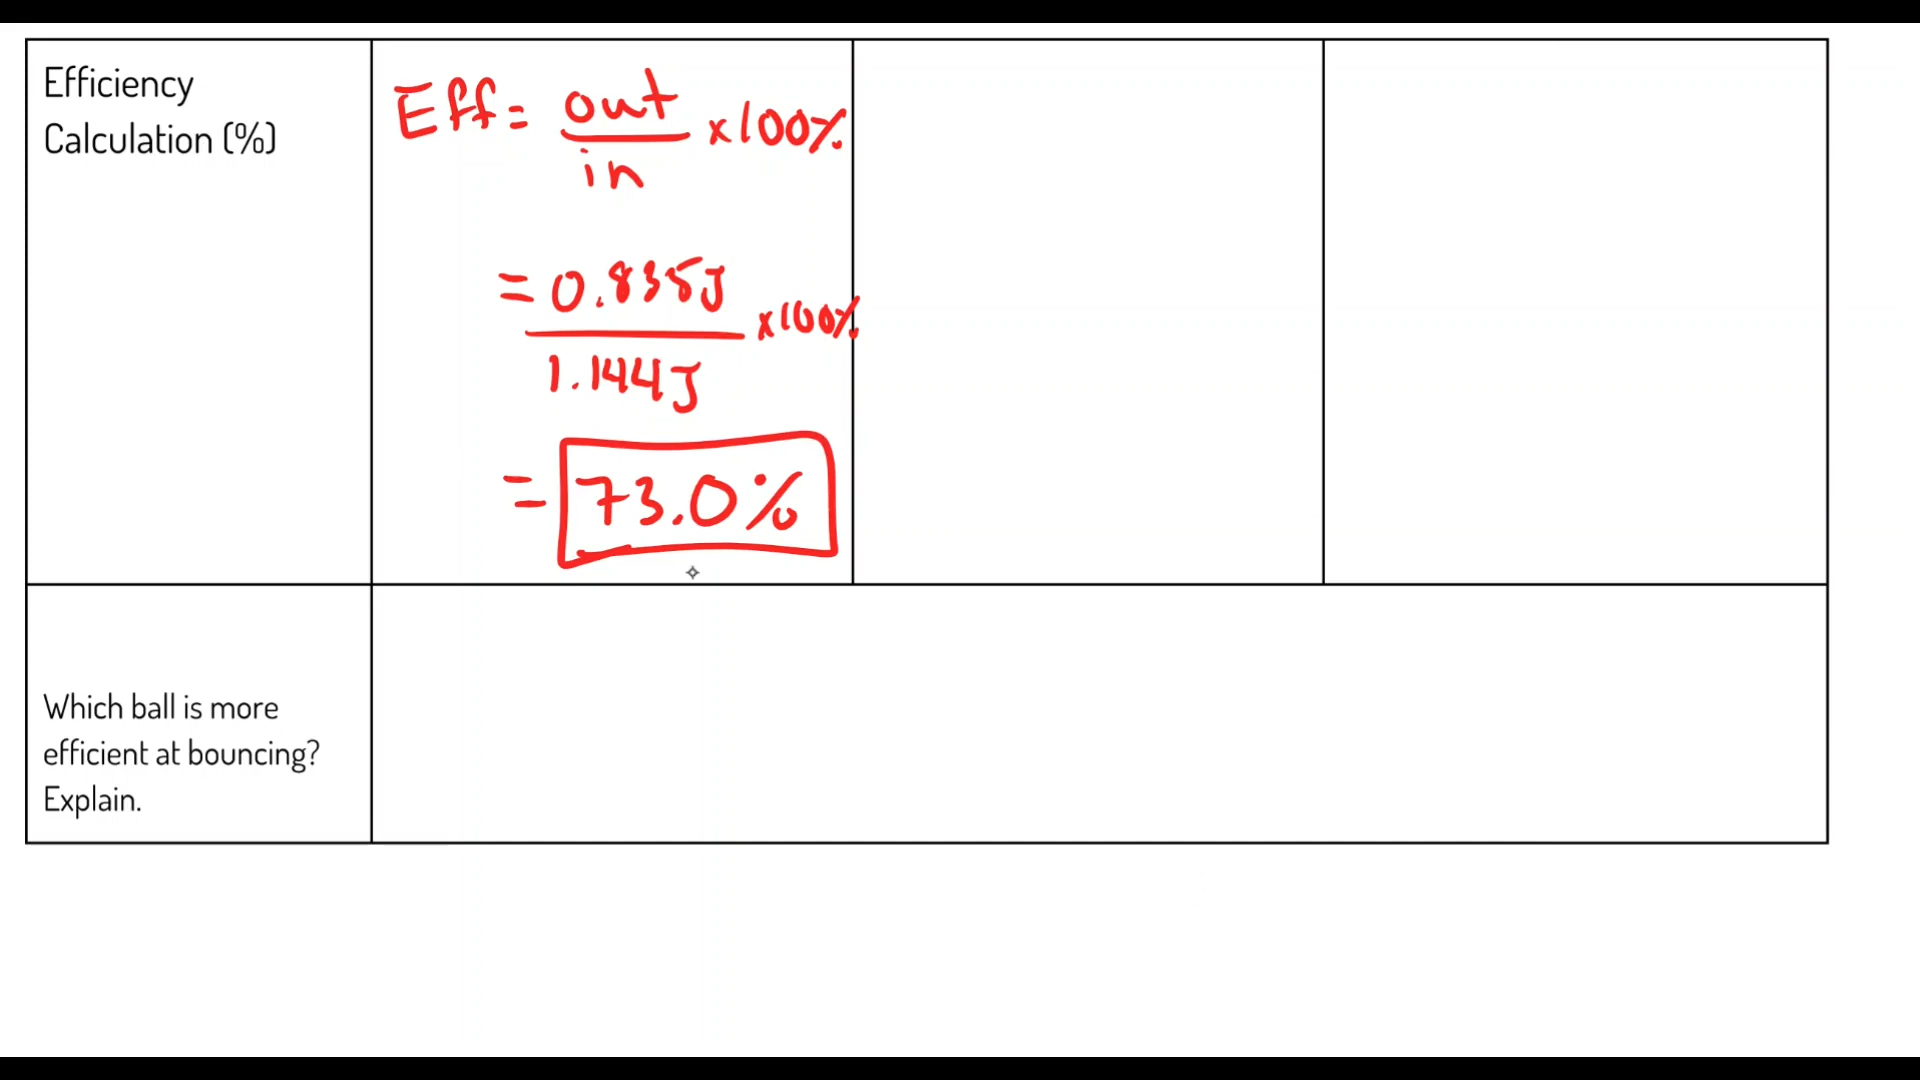 Efficiency
Calculation (%)
Eff = out/in x100%
= 0.835J/1.144J x100%
= 73.0%
Which ball is more
efficient at bouncing?
Explain.